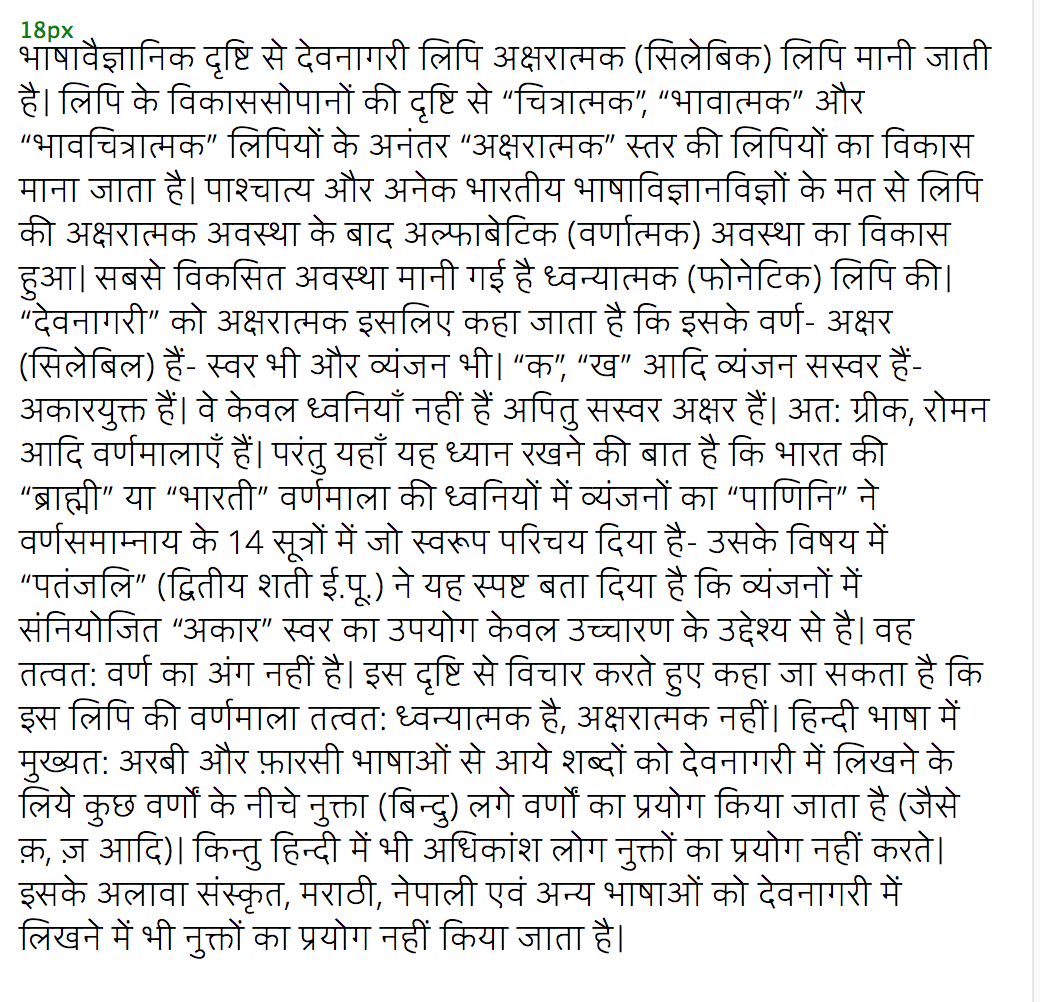 18px
भाषावैज्ञानिक दृष्टि से देवनागरी लिपि अक्षरात्मक (सिलेबिक) लिपि मानी जाती
है| लिपि के विकाससोपानों की दृष्टि से “चित्रात्मक”, “भावात्मक” और
“भावचित्रात्मक” लिपियों के अनंतर “अक्षरात्मक” स्तर की लिपियों का विकास
माना जाता है| पाश्चात्य और अनेक भारतीय भाषाविज्ञानविज्ञों के मत से लिपि
की अक्षरात्मक अवस्था के बाद अल्फाबेटिक (वर्णात्मक) अवस्था का विकास
हुआ| सबसे विकसित अवस्था मानी गई है ध्वन्यात्मक (फोनेटिक) लिपि की|
“देवनागरी” को अक्षरात्मक इसलिए कहा जाता है कि इसके वर्ण- अक्षर
(सिलेबिल) हैं- स्वर भी और व्यंजन भी| “क”, “ख” आदि व्यंजन सस्वर हैं-
अकारयुक्त हैं| वे केवल ध्वनियाँ नहीं हैं अपितु सस्वर अक्षर हैं| अत: ग्रीक, रोमन
आदि वर्णमालाएँ हैं| परंतु यहाँ यह ध्यान रखने की बात है कि भारत की
“ब्राह्मी” या “भारती” वर्णमाला की ध्वनियों में व्यंजनों का “पाणिनि” ने
वर्णसमाम्नाय के 14 सूत्रों में जो स्वरूप परिचय दिया है- उसके विषय में
“पतंजलि” (द्वितीय शती ई.पू.) ने यह स्पष्ट बता दिया है कि व्यंजनों में
संनियोजित “अकार” स्वर का उपयोग केवल उच्चारण के उद्देश्य से है| वह
तत्वत: वर्ण का अंग नहीं है| इस दृष्टि से विचार करते हुए कहा जा सकता है कि
इस लिपि की वर्णमाला तत्वत: ध्वन्यात्मक है, अक्षरात्मक नहीं| हिन्दी भाषा में
मुख्यत: अरबी और फ़ारसी भाषाओं से आये शब्दों को देवनागरी में लिखने के
लिये कुछ वर्णों के नीचे नुक्ता (बिन्दु) लगे वर्णों का प्रयोग किया जाता है (जैसे
क़, ज़ आदि)| किन्तु हिन्दी में भी अधिकांश लोग नुक्तों का प्रयोग नहीं करते|
इसके अलावा संस्कृत, मराठी, नेपाली एवं अन्य भाषाओं को देवनागरी में
लिखने में भी नुक्तों का प्रयोग नहीं किया जाता है|